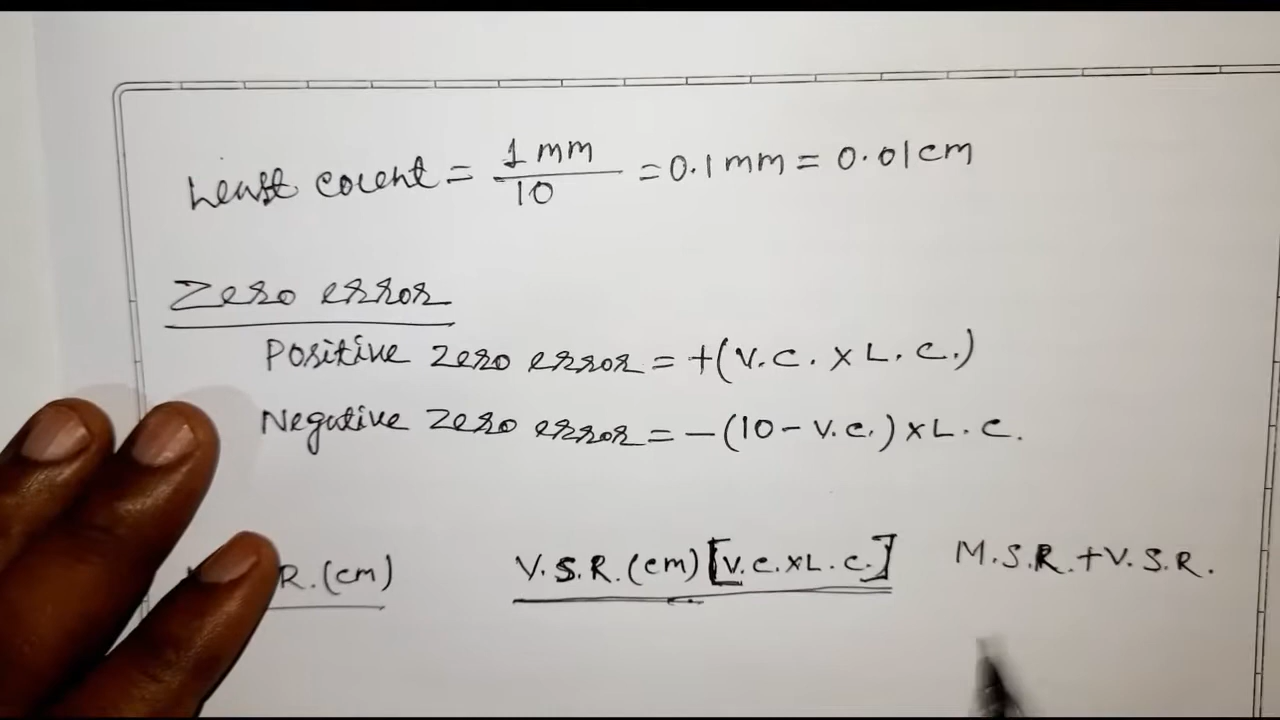 Least count = 1 mm / 10 = 0.1 mm = 0.01 cm
Zero error
Positive zero error = +(V.C. x L.C.)
Negative zero error = -(10 - V.C.) x L.C.
R. (cm) V.S.R. (cm) [V.C. x L.C.] M.S.R. + V.S.R.